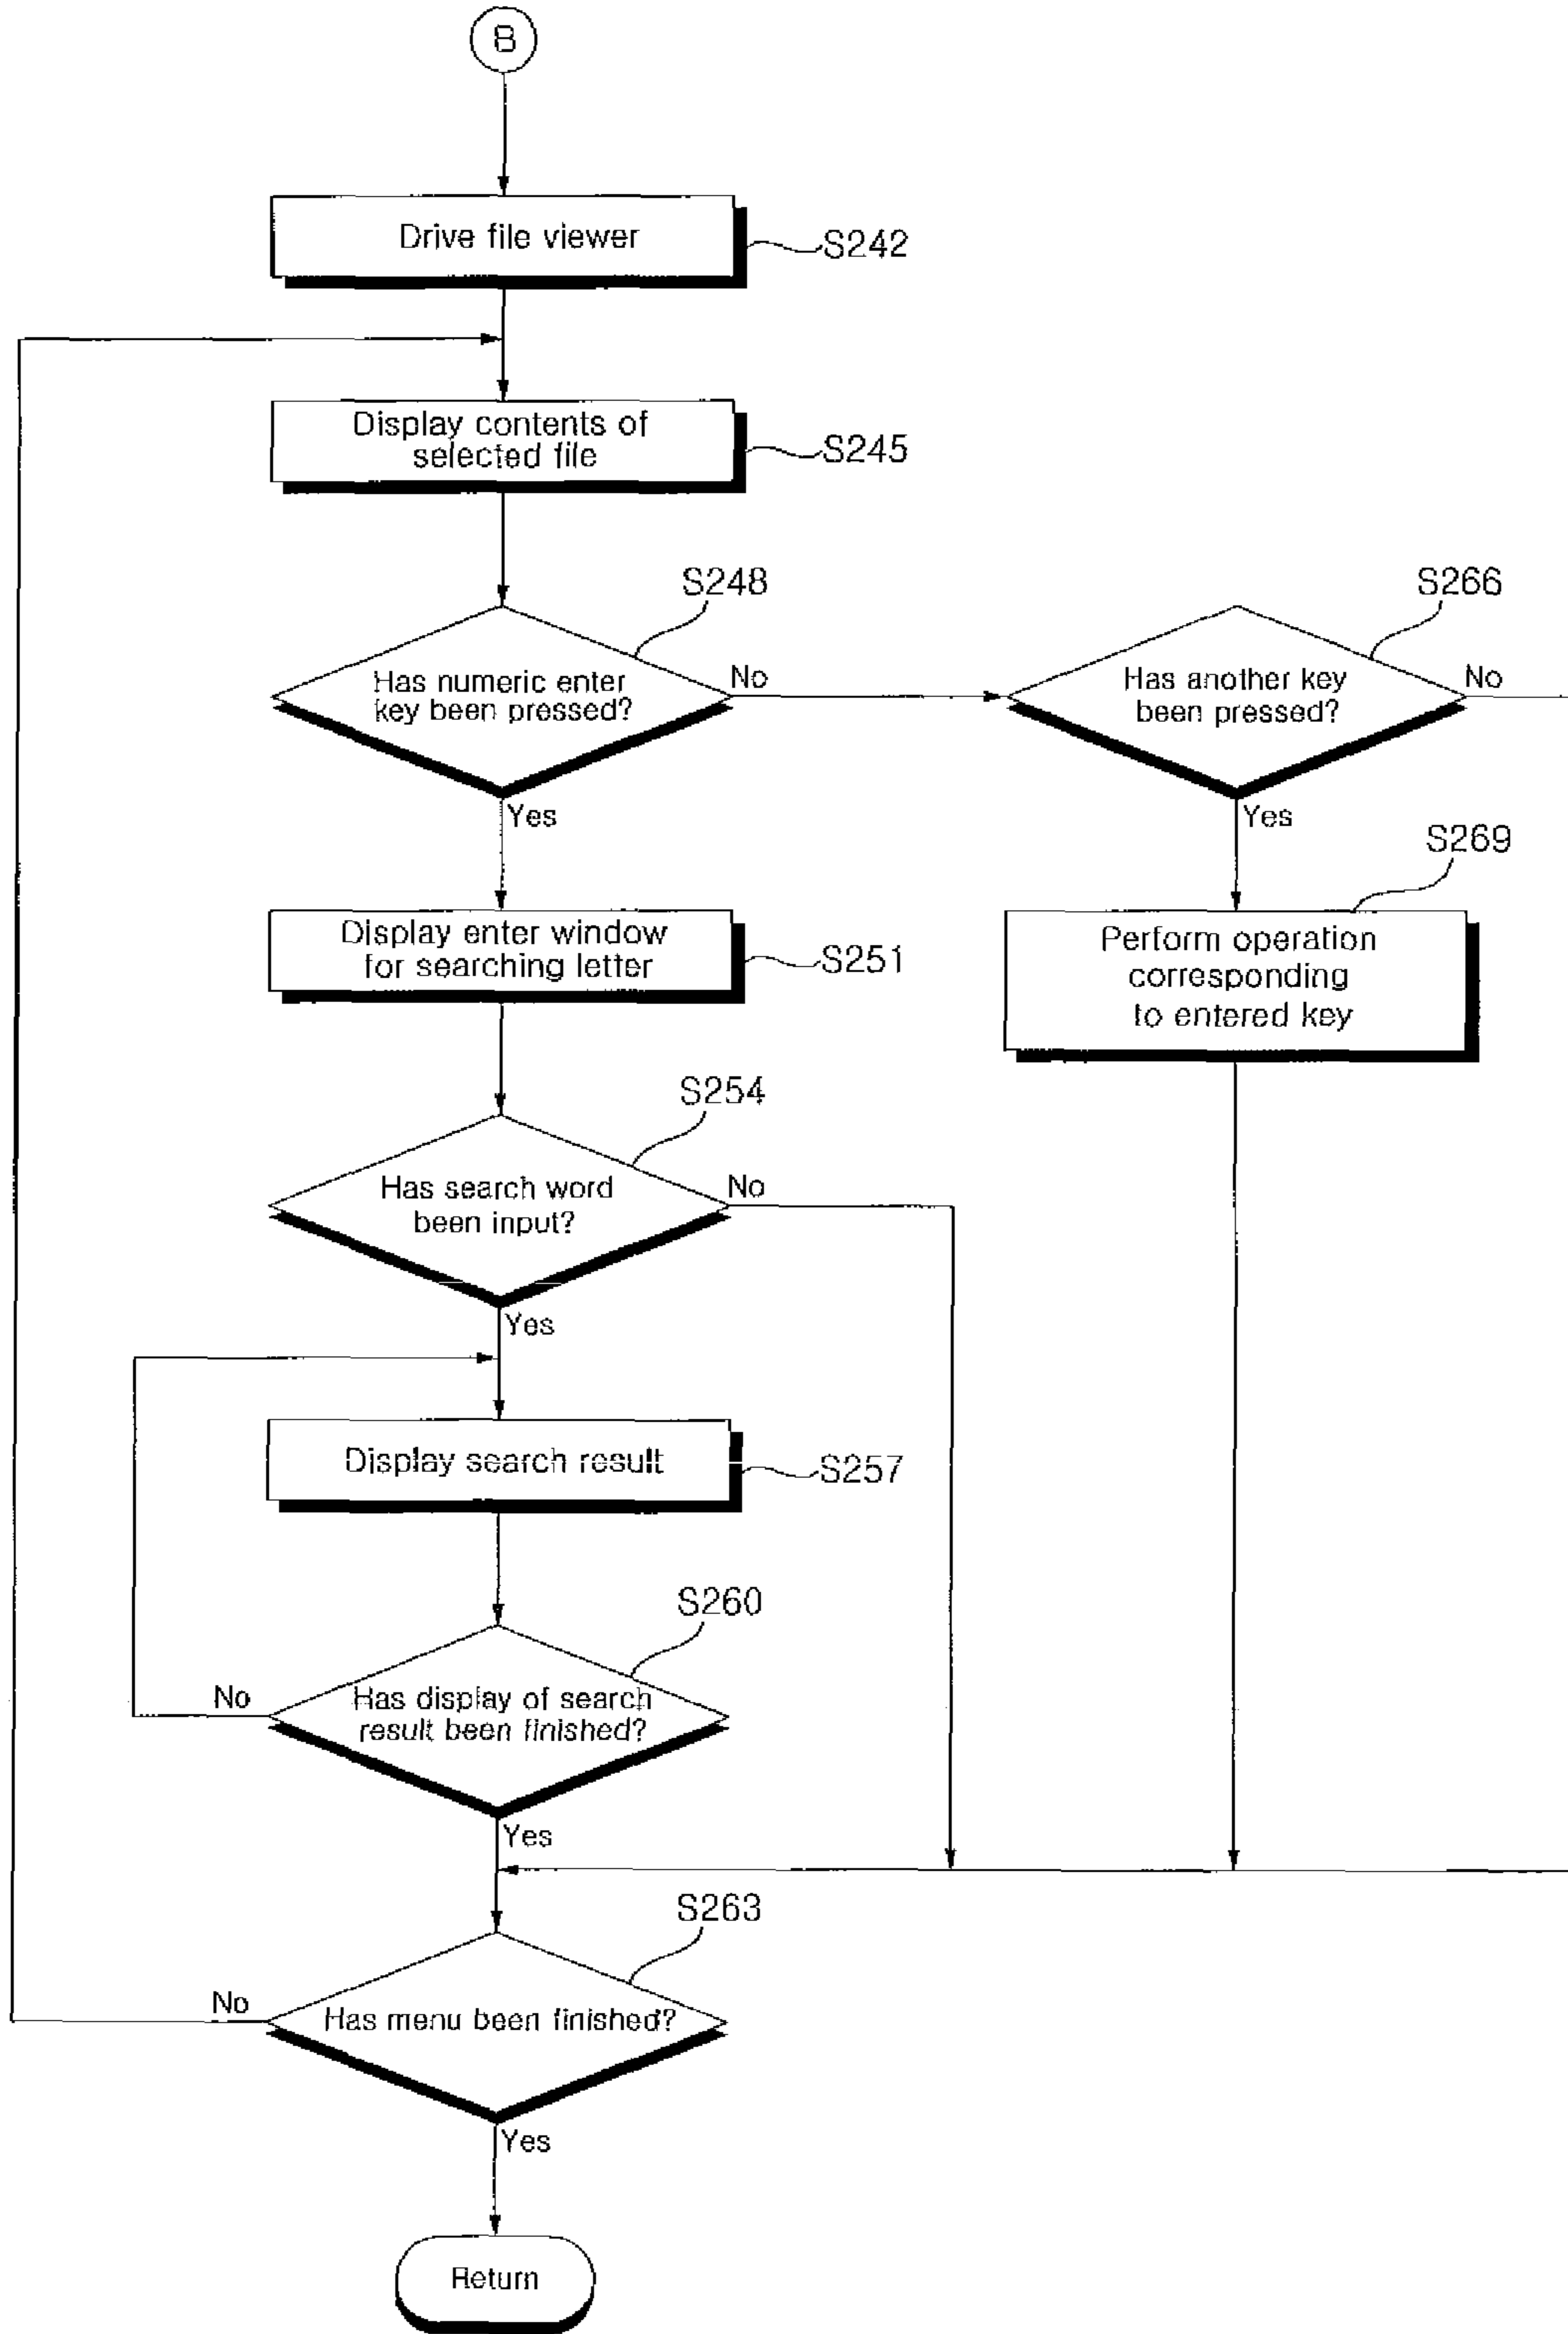 B
Drive file viewer
S242
Display contents of
selected file
S245
S248
Has numeric enter
key been pressed?
No
Yes
S266
Has another key
been pressed?
No
Yes
S269
Perform operation
corresponding
to entered key
Display enter window
for searching letter
S251
S254
Has search word
been input?
No
Yes
Display search result
S257
S260
Has display of search
result been finished?
No
Yes
S263
Has menu been finished?
No
Yes
Return